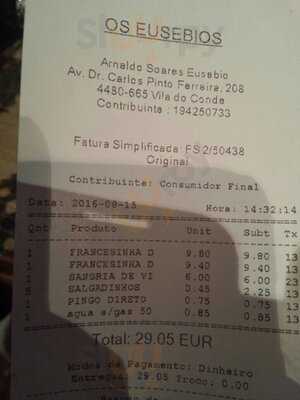 OS EUSEBIOS
Arnaldo Soares Eusebio
Av. Dr. Carlos Pinto Ferreira, 208
4480-665 Vila do Conde
Contribuinte : 194250733
Fatura Simplificada FS 2/50438
Original
Contribuinte: Consumidor Final
Data: 2016-08-15 Hora: 14:32:14
Qnt Produto Unit Subt Tx
1 FRANCESINHA D 9.80 9.80 13
1 FRANCESINHA D 9.40 9.40 13
1 SANGRIA DE VI 6.00 6.00 23
5 SALGADINHOS 0.45 2.25 13
1 PINGO DIRETO 0.75 0.75 13
1 agua s/gas 50 0.85 0.85 13
Total: 29.05 EUR
Modos de Pagamento: Dinheiro
Entregue: 29.05 Troco: 0.00